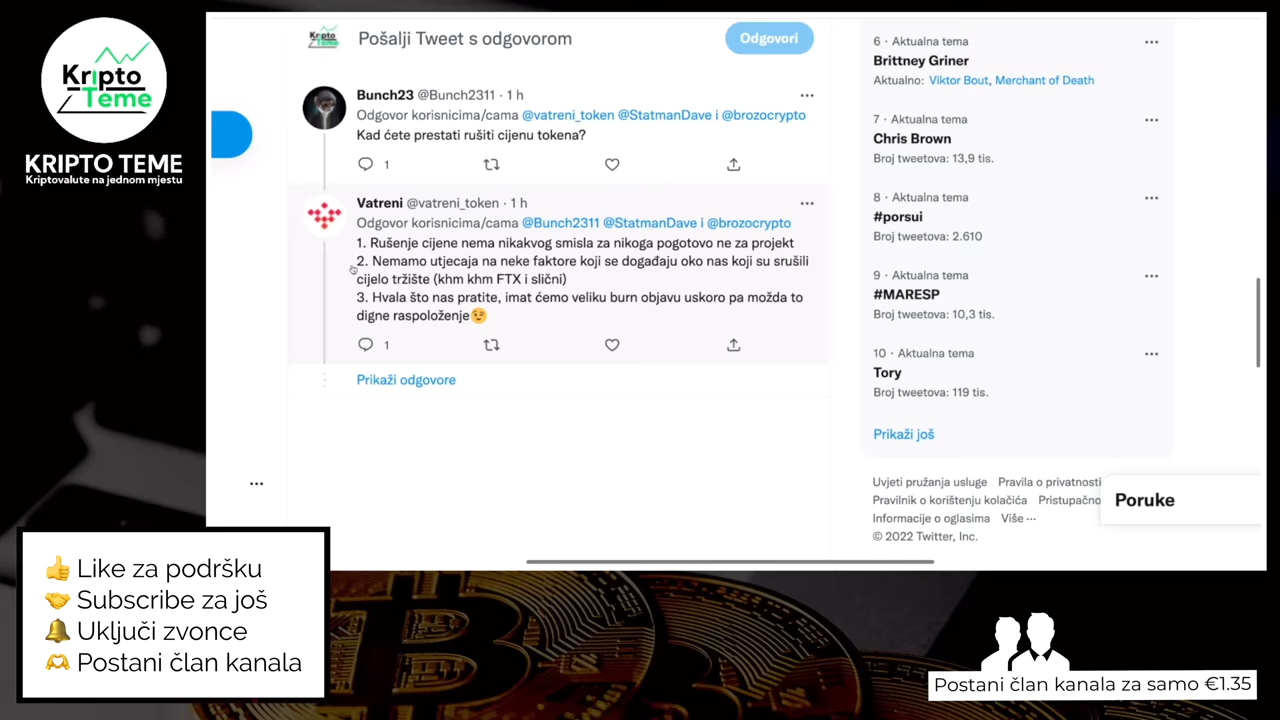 Kripto
Teme
KRIPTO TEME
Kriptovalute na jednom mjestu
Kripto
Teme
Pošalji Tweet s odgovorom
Odgovori
Bunch23 @Bunch2311 · 1 h
Odgovor korisnicima/cama @vatreni_token @StatmanDave i @brozocrypto
Kad ćete prestati rušiti cijenu tokena?
1
Vatreni @vatreni_token · 1 h
Odgovor korisnicima/cama @Bunch2311 @StatmanDave i @brozocrypto
1. Rušenje cijene nema nikakvog smisla za nikoga pogotovo ne za projekt
2. Nemamo utjecaja na neke faktore koji se događaju oko nas koji su srušili
cijelo tržište (khm khm FTX i slični)
3. Hvala što nas pratite, imat ćemo veliku burn objavu uskoro pa možda to
digne raspoloženje😉
1
Prikaži odgovore
6 · Aktualna tema
Brittney Griner
Aktualno: Viktor Bout, Merchant of Death
7 · Aktualna tema
Chris Brown
Broj tweetova: 13,9 tis.
8 · Aktualna tema
#porsui
Broj tweetova: 2.610
9 · Aktualna tema
#MARESP
Broj tweetova: 10,3 tis.
10 · Aktualna tema
Tory
Broj tweetova: 119 tis.
Prikaži još
Uvjeti pružanja usluge Pravila o privatnosti
Pravilnik o korištenju kolačića Pristupačno
Informacije o oglasima Više ···
© 2022 Twitter, Inc.
Poruke
👍 Like za podršku
🤝 Subscribe za još
🔔 Uključi zvonce
🫶 Postani član kanala
Postani član kanala za samo €1.35